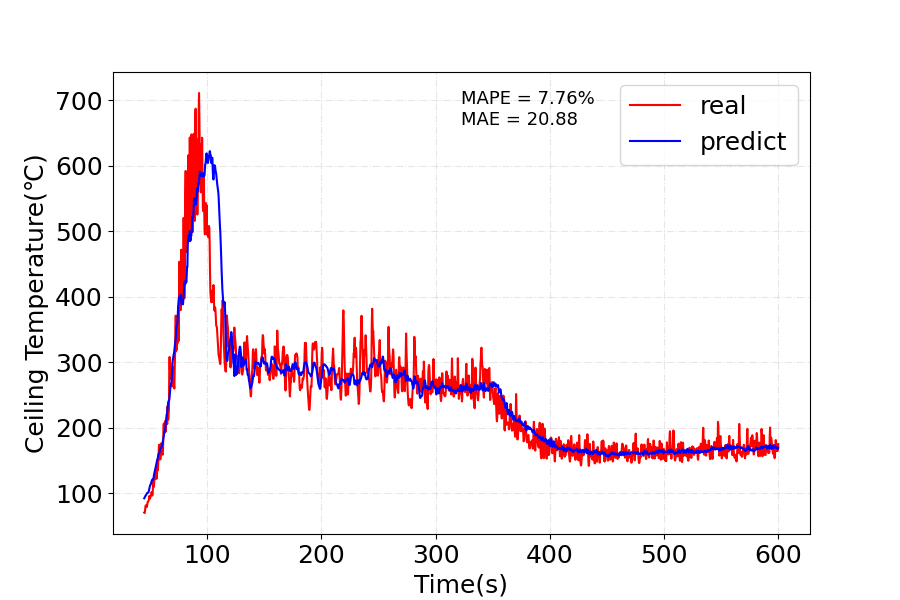 MAPE = 7.76%
MAE = 20.88
real
predict
700
600
500
400
300
200
100
Ceiling Temperature(℃)
100 200 300 400 500 600
Time(s)